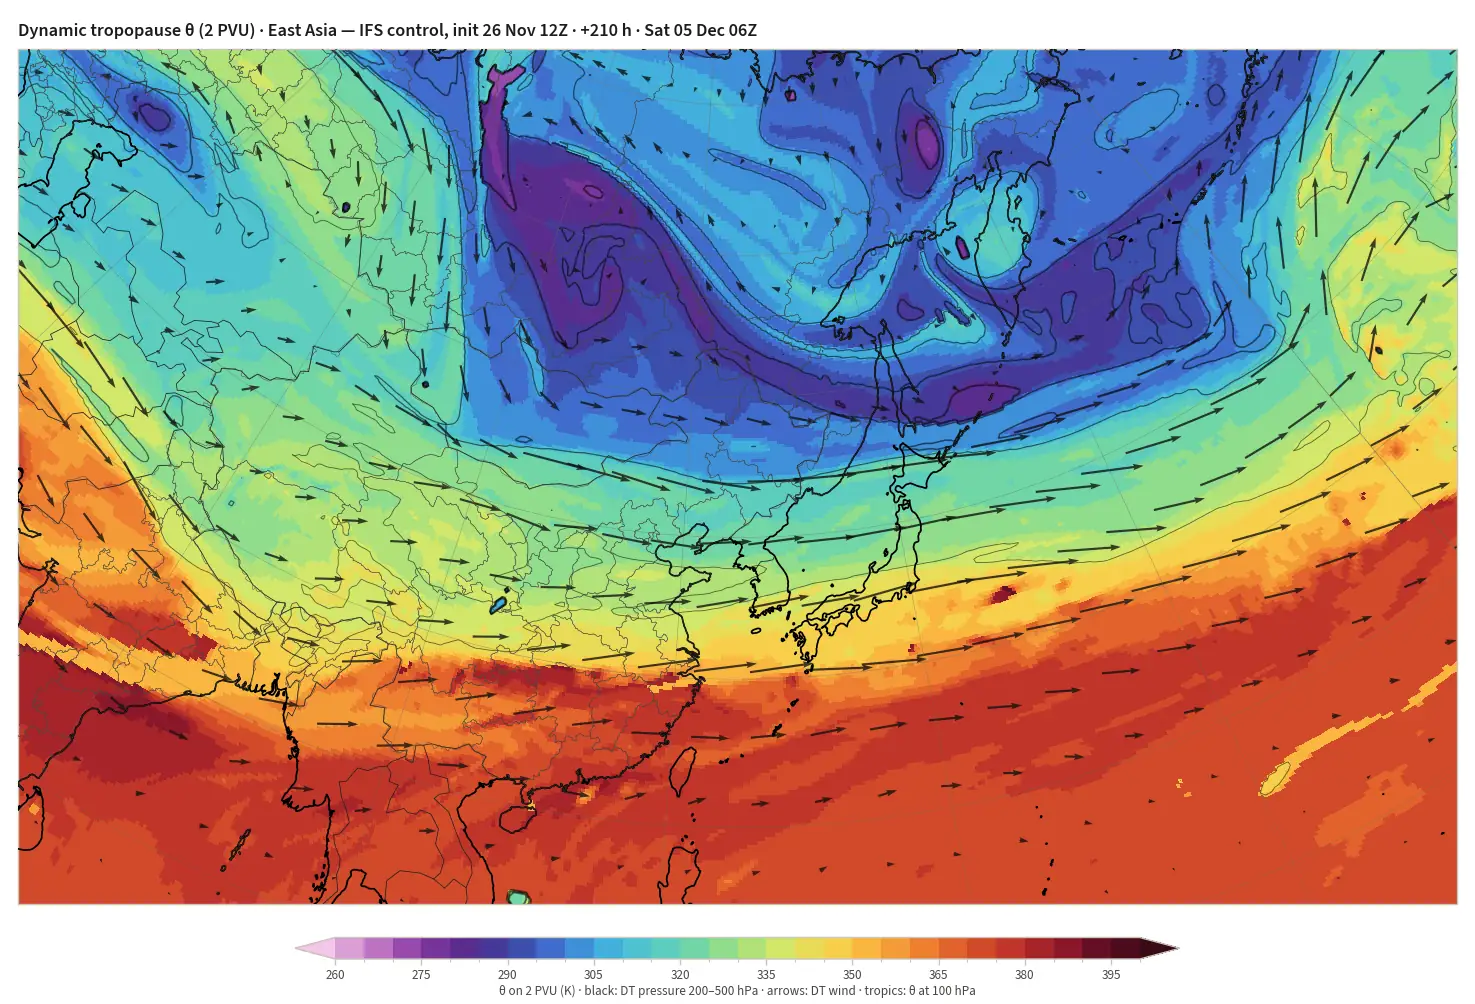 Dynamic tropopause θ (2 PVU) · East Asia — IFS control, init 26 Nov 12Z · +210 h · Sat 05 Dec 06Z
260 275 290 305 320 335 350 365 380 395
θ on 2 PVU (K) · black: DT pressure 200–500 hPa · arrows: DT wind · tropics: θ at 100 hPa